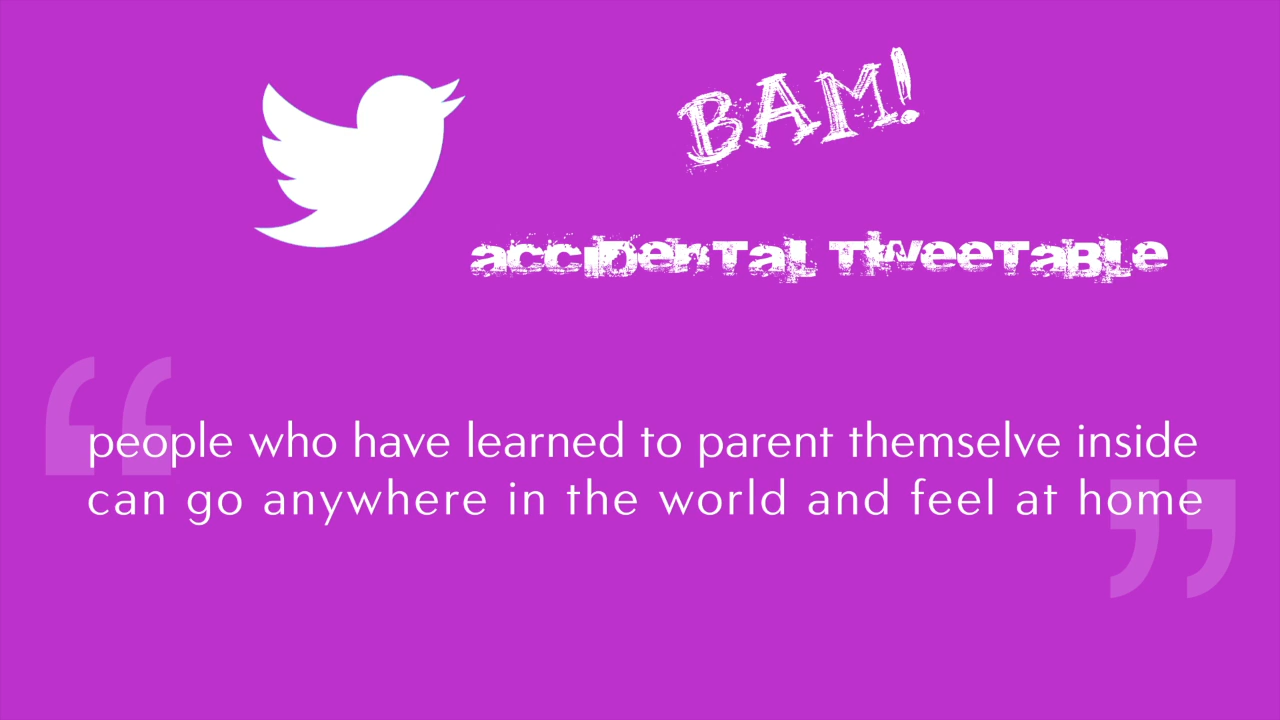 BAM!
accidental tweetable
people who have learned to parent themselve inside
can go anywhere in the world and feel at home